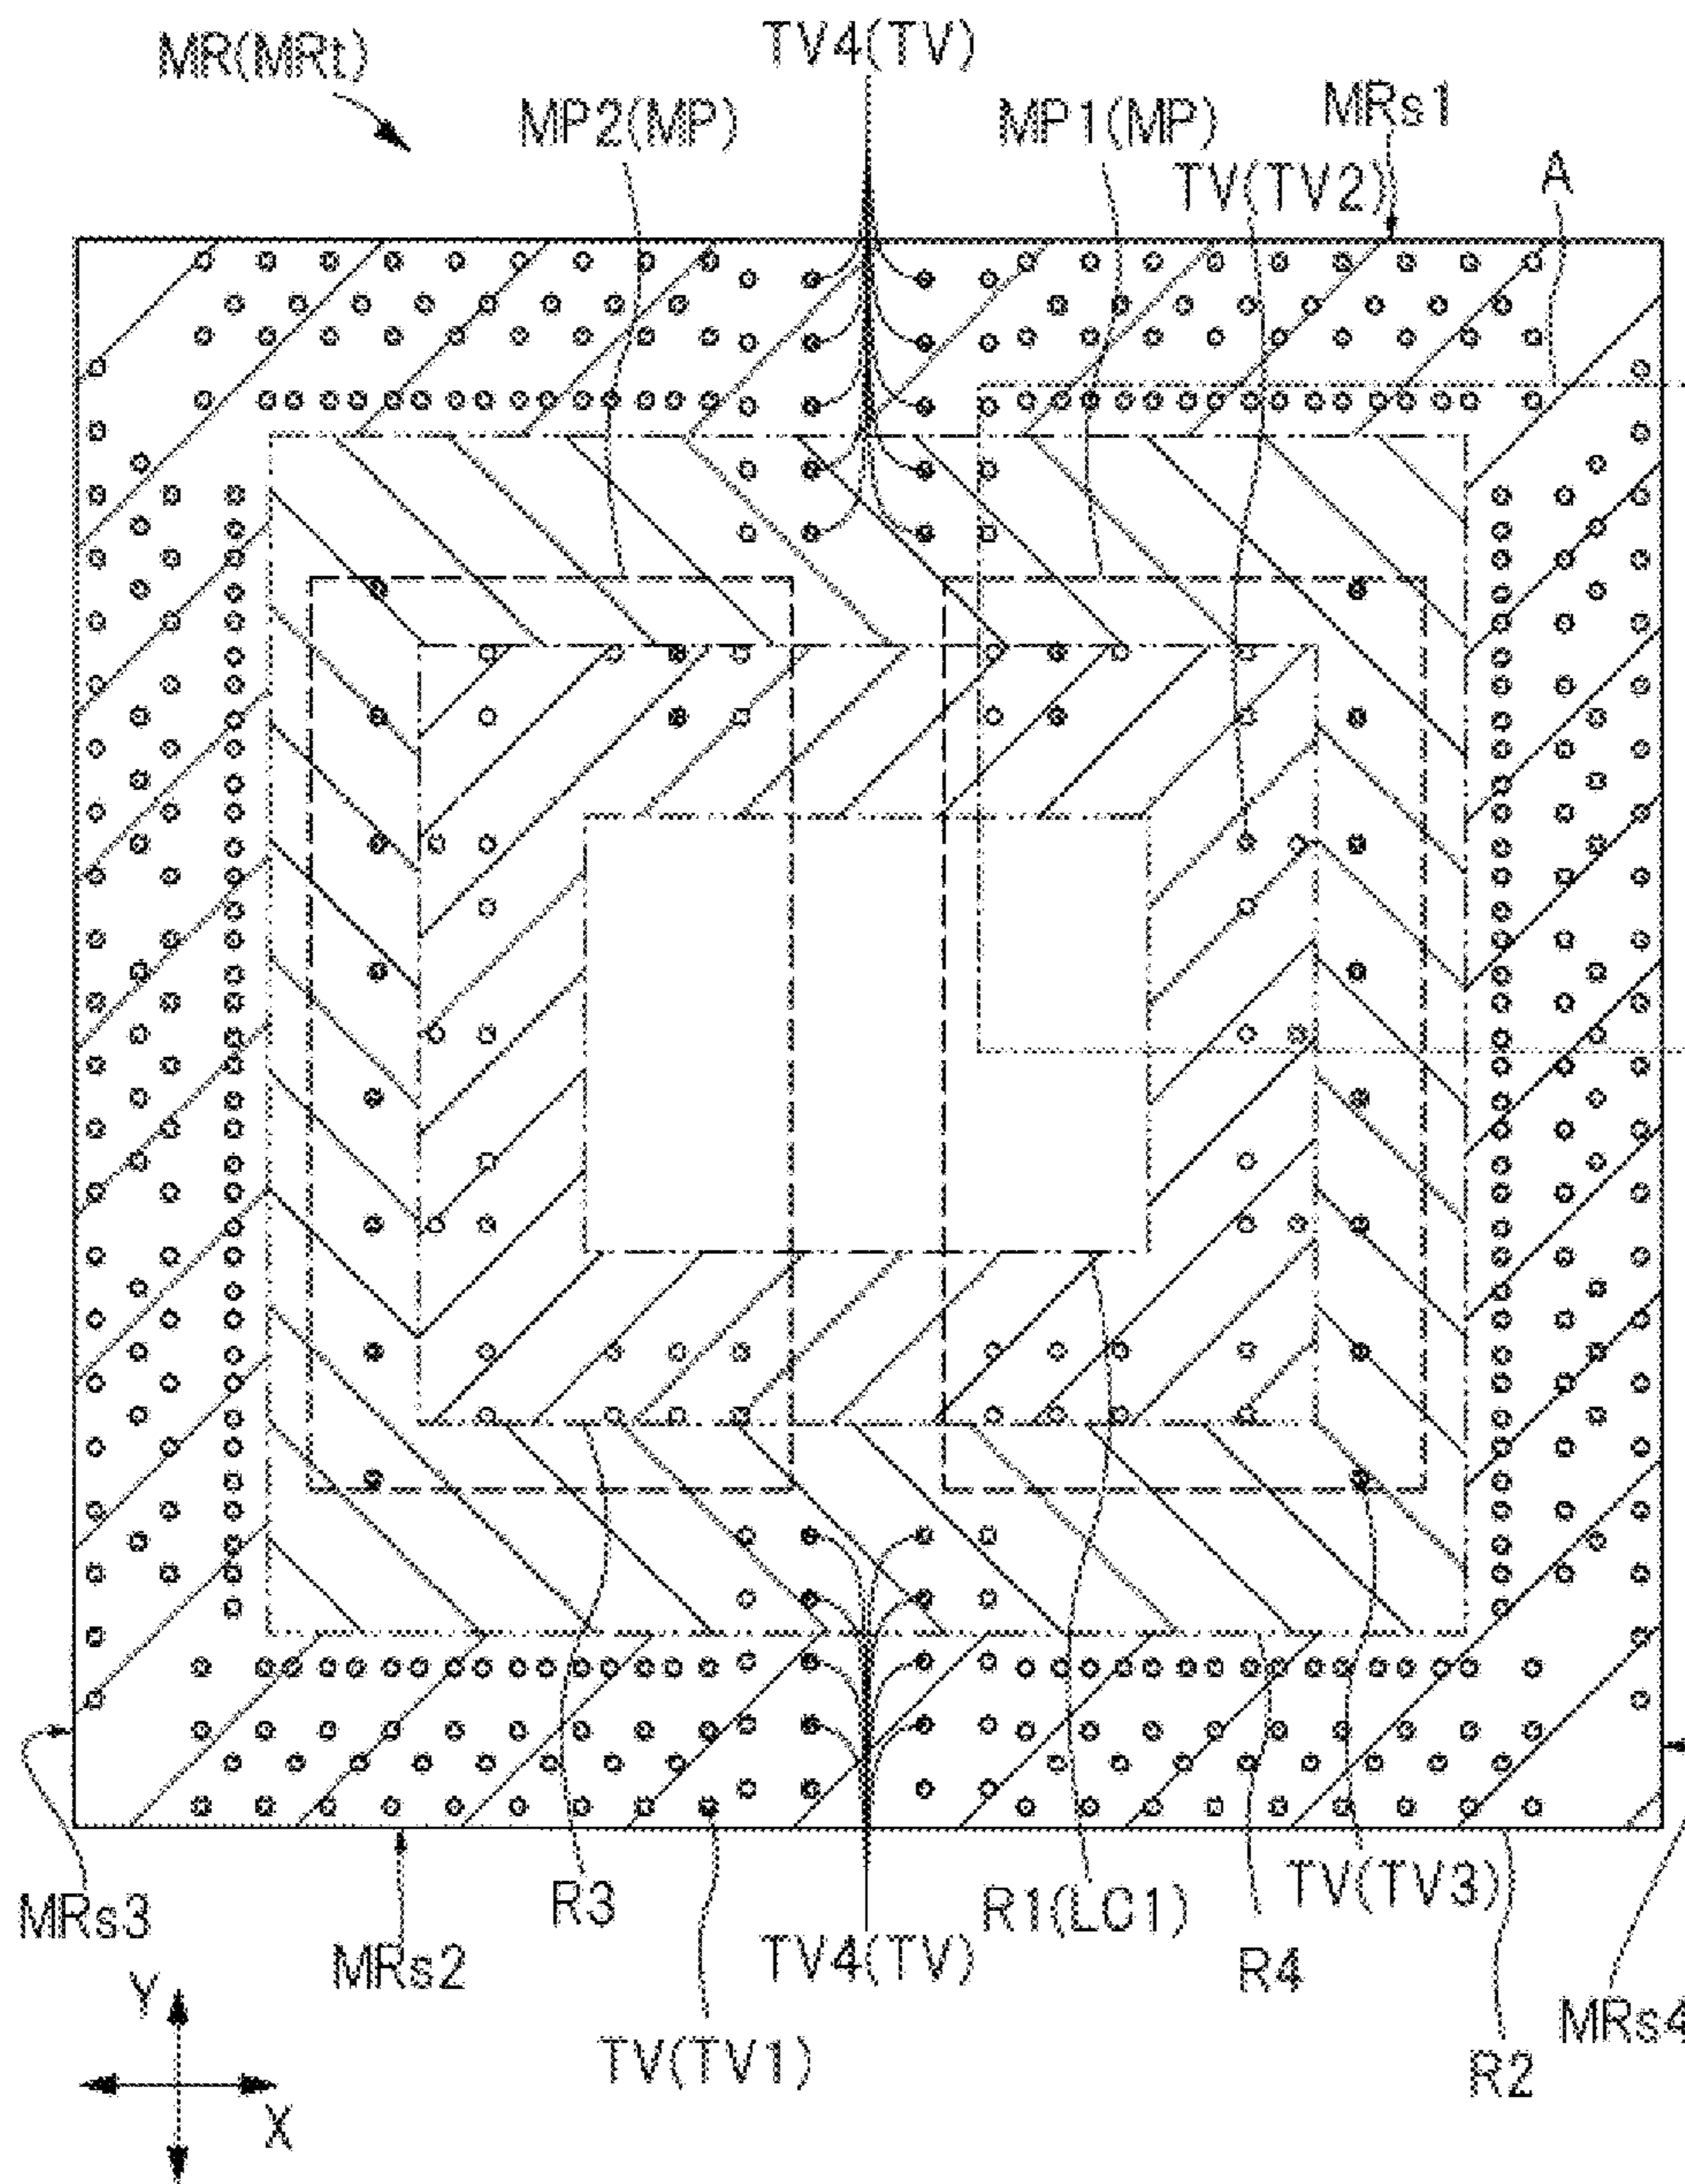 TV4(TV)
MR(MRt)
MP2(MP)
MP1(MP)
MRs1
TV(TV2)
A
MRs3
MRs2
R3
TV4(TV)
R1(LC1)
TV(TV3)
R4
MRs4
TV(TV1)
R2
Y
X